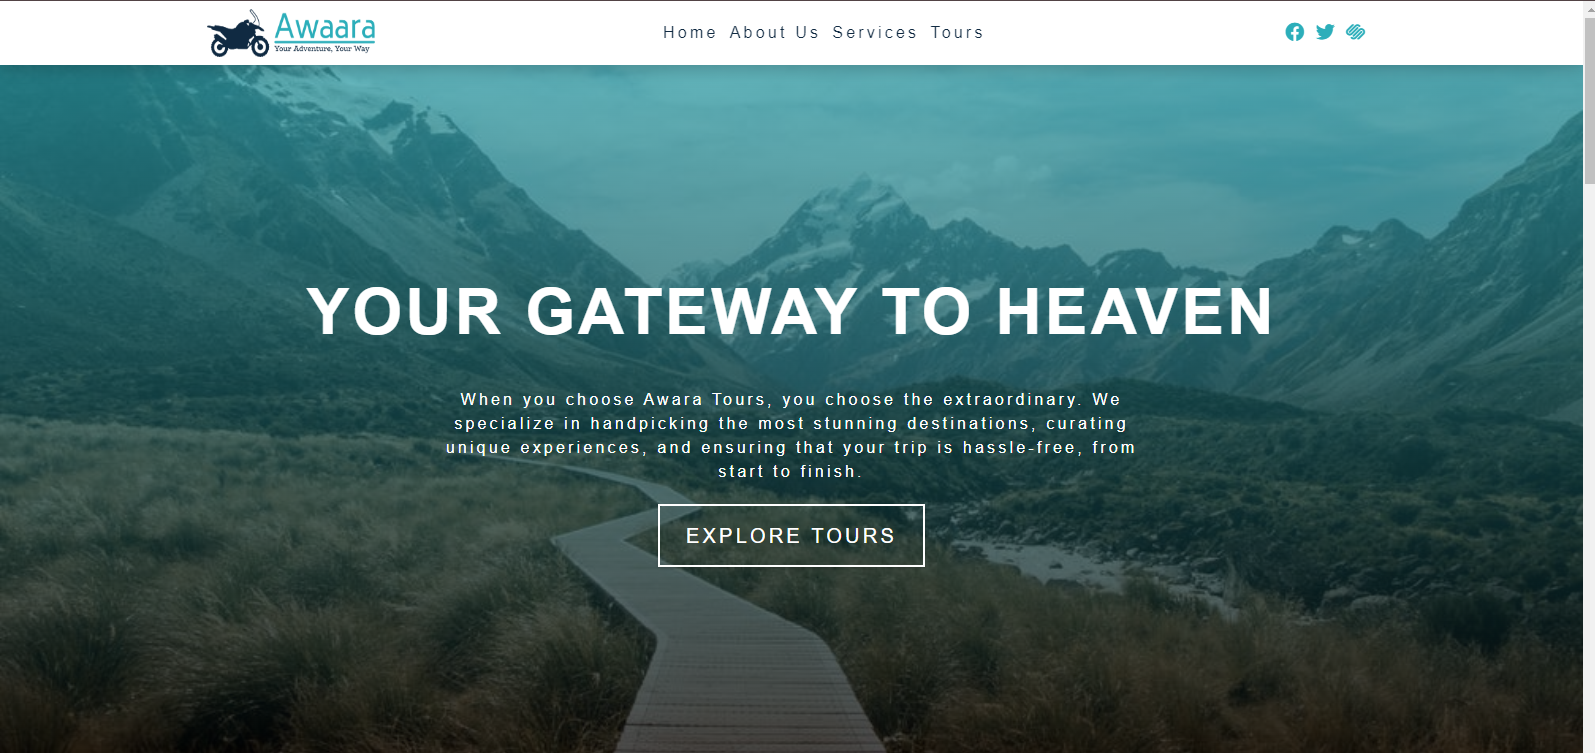 Awaara
Your Adventure, Your Way
Home About Us Services Tours
YOUR GATEWAY TO HEAVEN
When you choose Awara Tours, you choose the extraordinary. We
specialize in handpicking the most stunning destinations, curating
unique experiences, and ensuring that your trip is hassle-free, from
start to finish.
EXPLORE TOURS